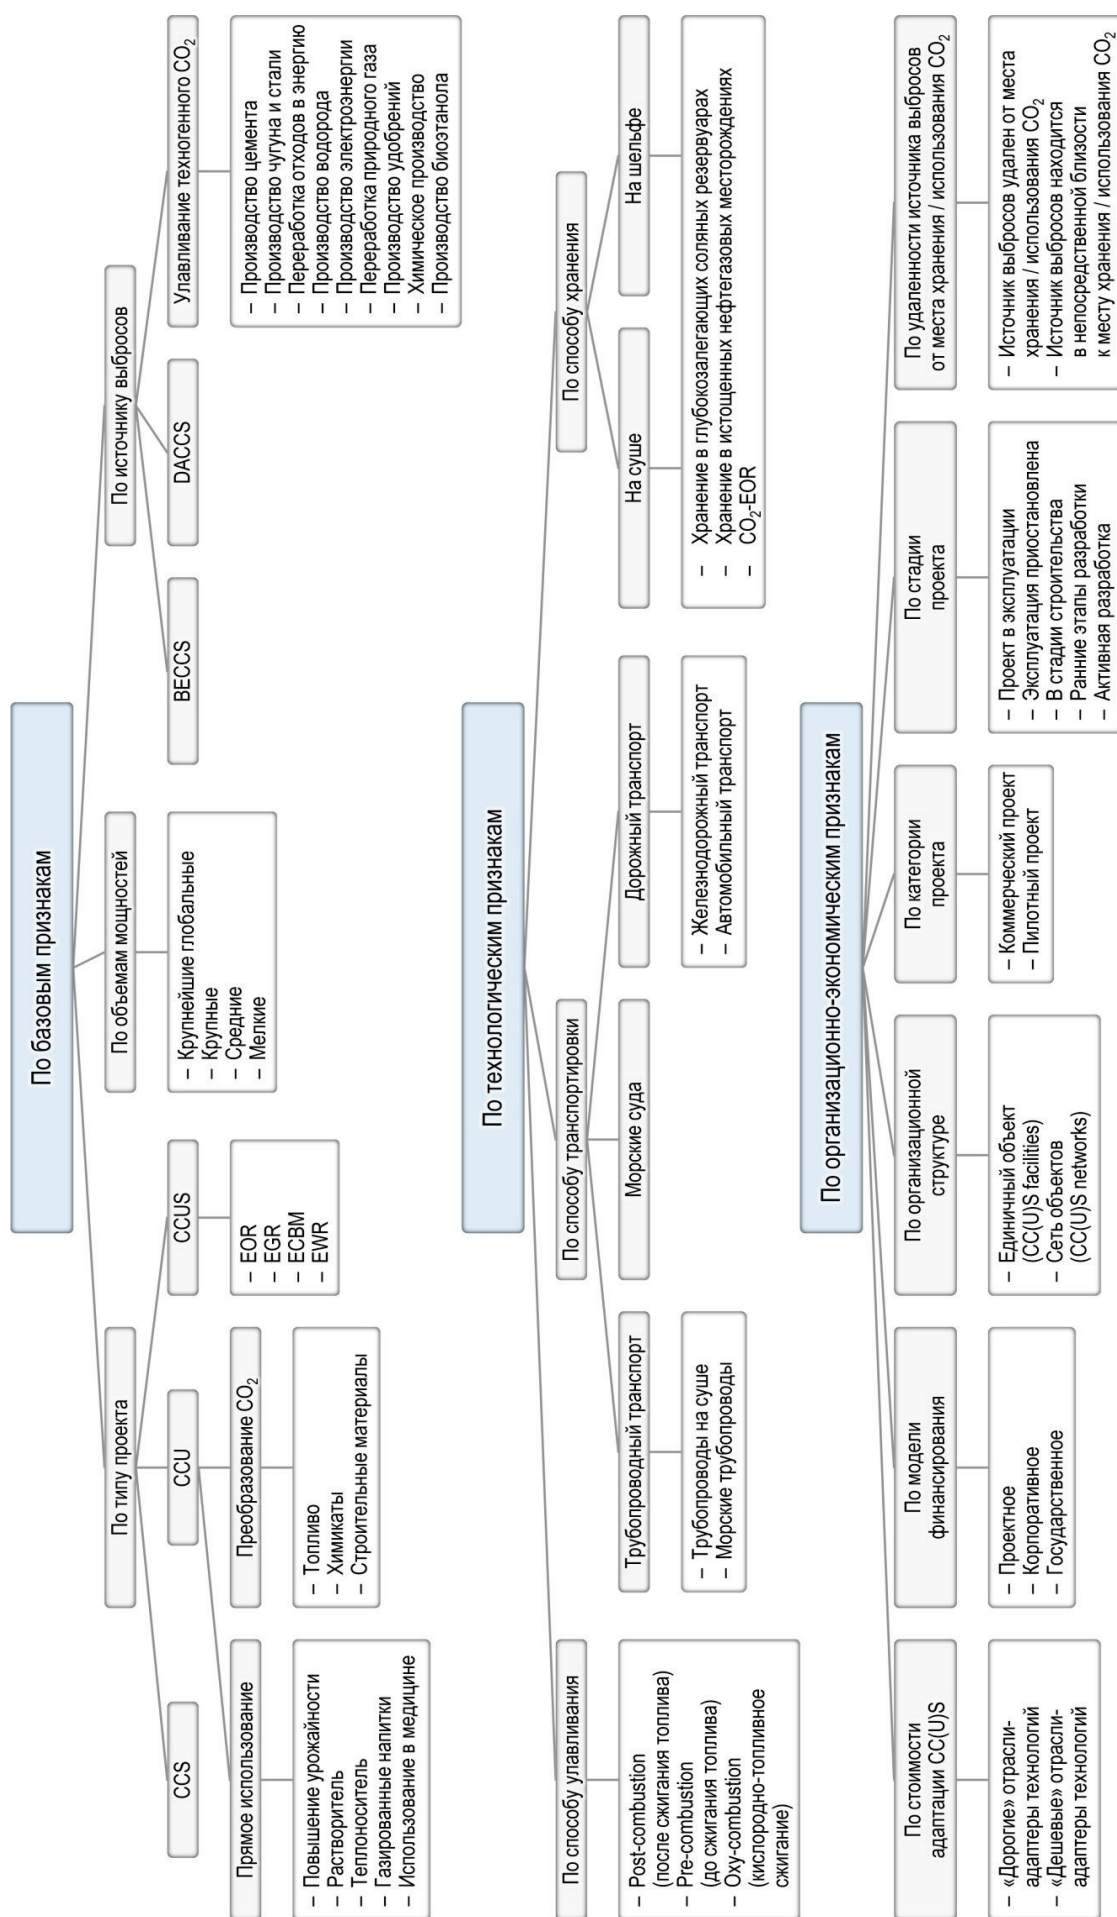 По базовым признакам
По типу проекта
По объемам мощностей
По источнику выбросов
CCS
CCU
CCUS
– Крупнейшие глобальные
– Крупные
– Средние
– Мелкие
BECCS
DACCS
Улавливание техногенного CO₂
Прямое использование
Преобразование CO₂
– EOR
– EGR
– ECBM
– EWR
– Производство цемента
– Производство чугуна и стали
– Переработка отходов в энергию
– Производство водорода
– Производство электроэнергии
– Переработка природного газа
– Производство удобрений
– Химическое производство
– Производство биоэтанола
– Повышение урожайности
– Растворитель
– Теплоноситель
– Газированные напитки
– Использование в медицине
– Топливо
– Химикаты
– Строительные материалы
По технологическим признакам
По способу улавливания
По способу транспортировки
По способу хранения
– Post-combustion
(после сжигания топлива)
– Pre-combustion
(до сжигания топлива)
– Oxy-combustion
(кислородно-топливное
сжигание)
Трубопроводный транспорт
Морские суда
Дорожный транспорт
На суше
На шельфе
– Трубопроводы на суше
– Морские трубопроводы
– Железнодорожный транспорт
– Автомобильный транспорт
– Хранение в глубокозалегающих соляных резервуарах
– Хранение в истощенных нефтегазовых месторождениях
– CO₂-EOR
По организационно-экономическим признакам
По стоимости
адаптации CC(U)S
По модели
финансирования
По организационной
структуре
По категории
проекта
По стадии
проекта
По удаленности источника выбросов
от места хранения / использования CO₂
– «Дорогие» отрасли-
адаптеры технологий
– «Дешевые» отрасли-
адаптеры технологий
– Проектное
– Корпоративное
– Государственное
– Единичный объект
(CC(U)S facilities)
– Сеть объектов
(CC(U)S networks)
– Коммерческий проект
– Пилотный проект
– Проект в эксплуатации
– Эксплуатация приостановлена
– В стадии строительства
– Ранние этапы разработки
– Активная разработка
– Источник выбросов удален от места
хранения / использования CO₂
– Источник выбросов находится
в непосредственной близости
к месту хранения / использования CO₂